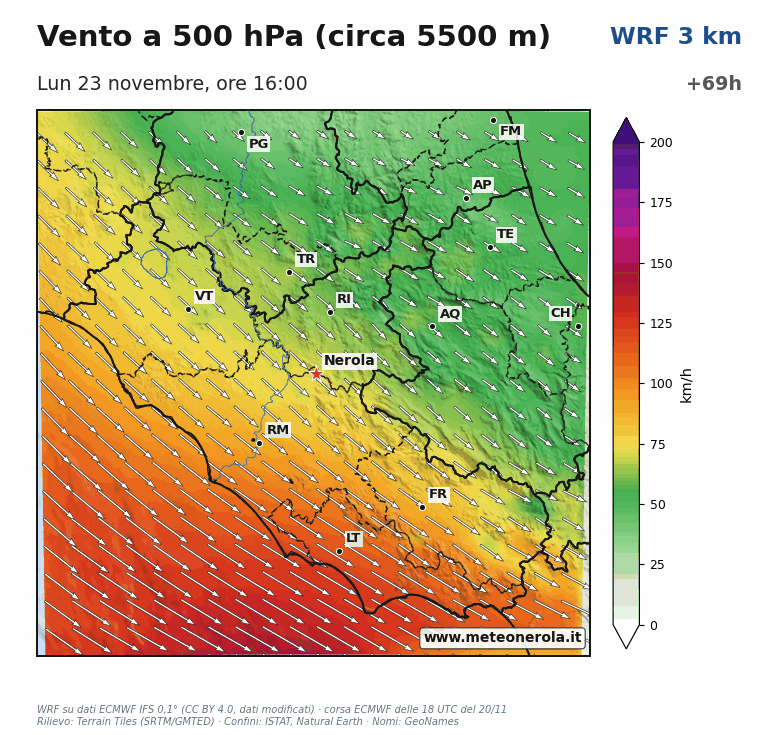 Vento a 500 hPa (circa 5500 m)
WRF 3 km
Lun 23 novembre, ore 16:00
+69h
FM
PG
AP
TE
TR
VT
RI
AQ
CH
Nerola
RM
FR
LT
www.meteonerola.it
200
175
150
125
100
75
50
25
0
km/h
WRF su dati ECMWF IFS 0,1° (CC BY 4.0, dati modificati) · corsa ECMWF delle 18 UTC del 20/11
Rilievo: Terrain Tiles (SRTM/GMTED) · Confini: ISTAT, Natural Earth · Nomi: GeoNames